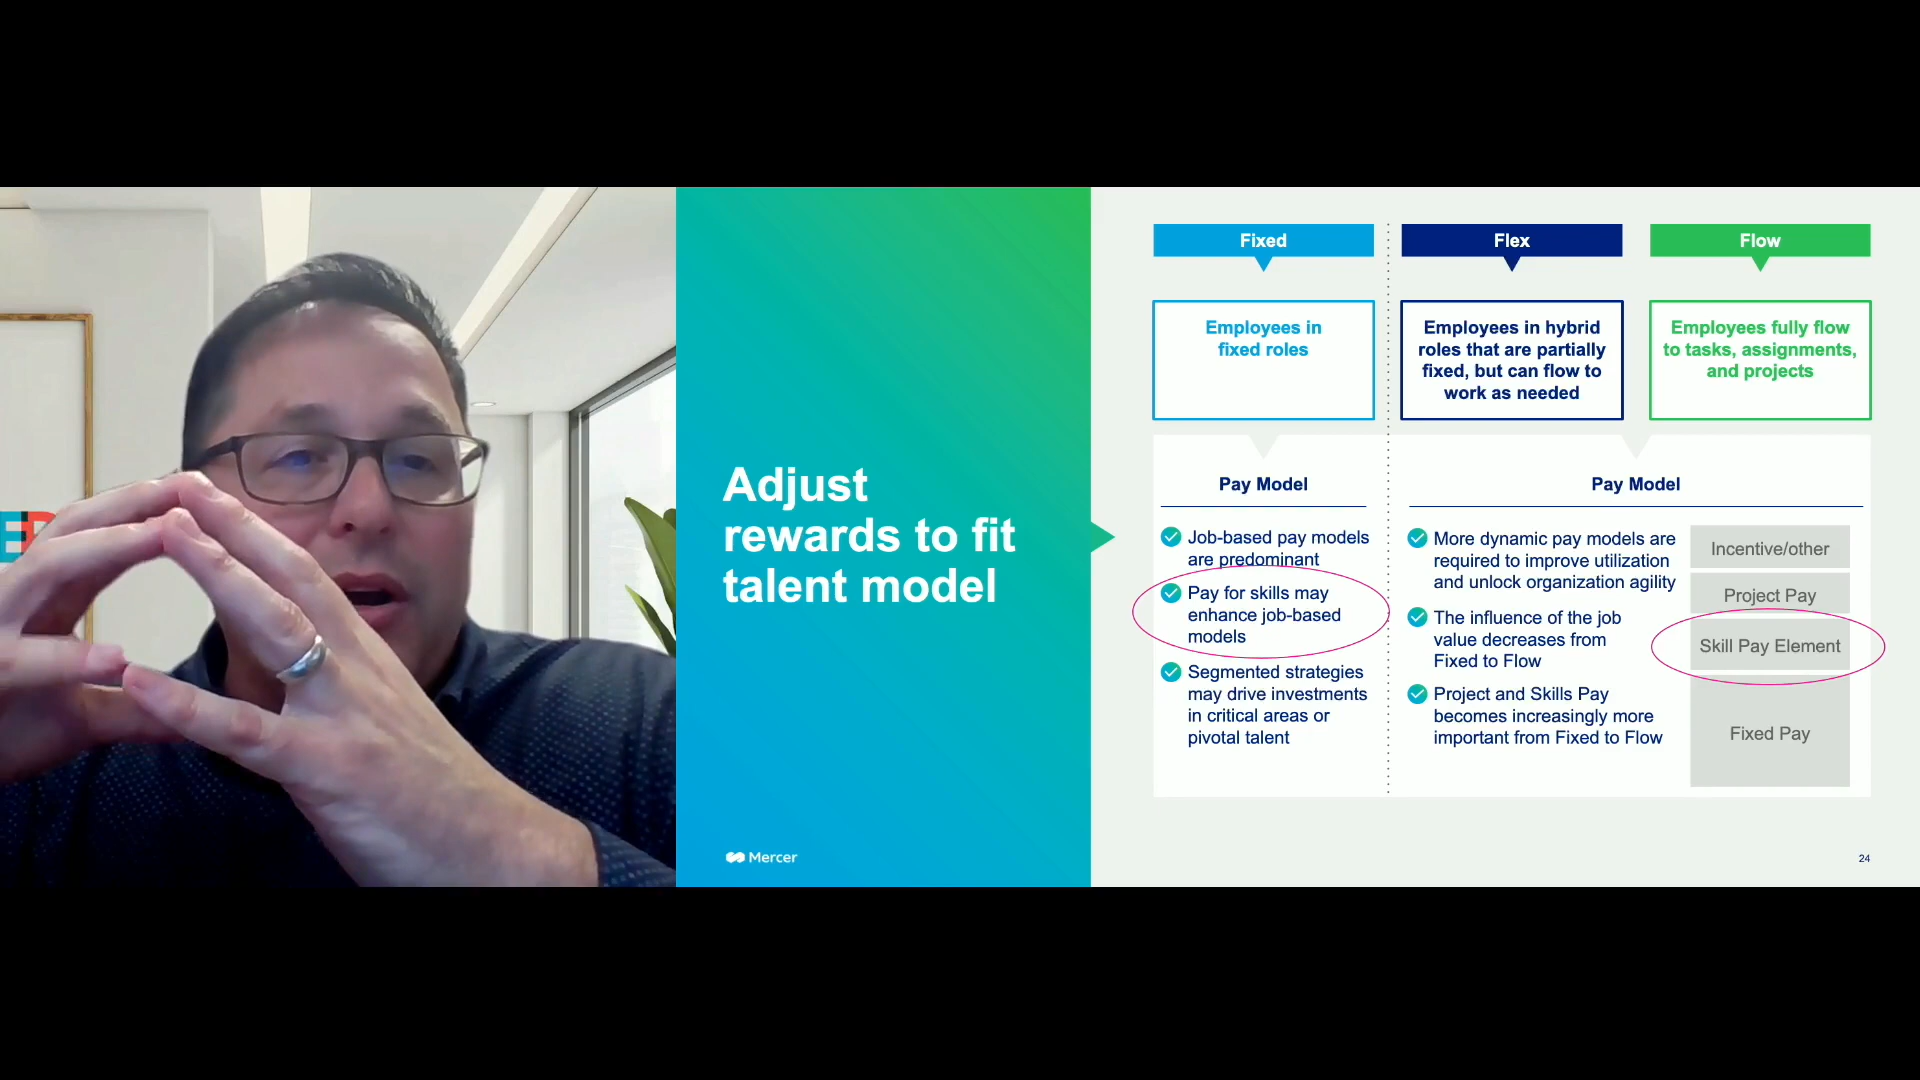 Adjust
rewards to fit
talent model
Mercer
Fixed
Employees in
fixed roles
Flex
Employees in hybrid
roles that are partially
fixed, but can flow to
work as needed
Flow
Employees fully flow
to tasks, assignments,
and projects
Pay Model
Job-based pay models
are predominant
Pay for skills may
enhance job-based
models
Segmented strategies
may drive investments
in critical areas or
pivotal talent
Pay Model
More dynamic pay models are
required to improve utilization
and unlock organization agility
The influence of the job
value decreases from
Fixed to Flow
Project and Skills Pay
becomes increasingly more
important from Fixed to Flow
Incentive/other
Project Pay
Skill Pay Element
Fixed Pay
24